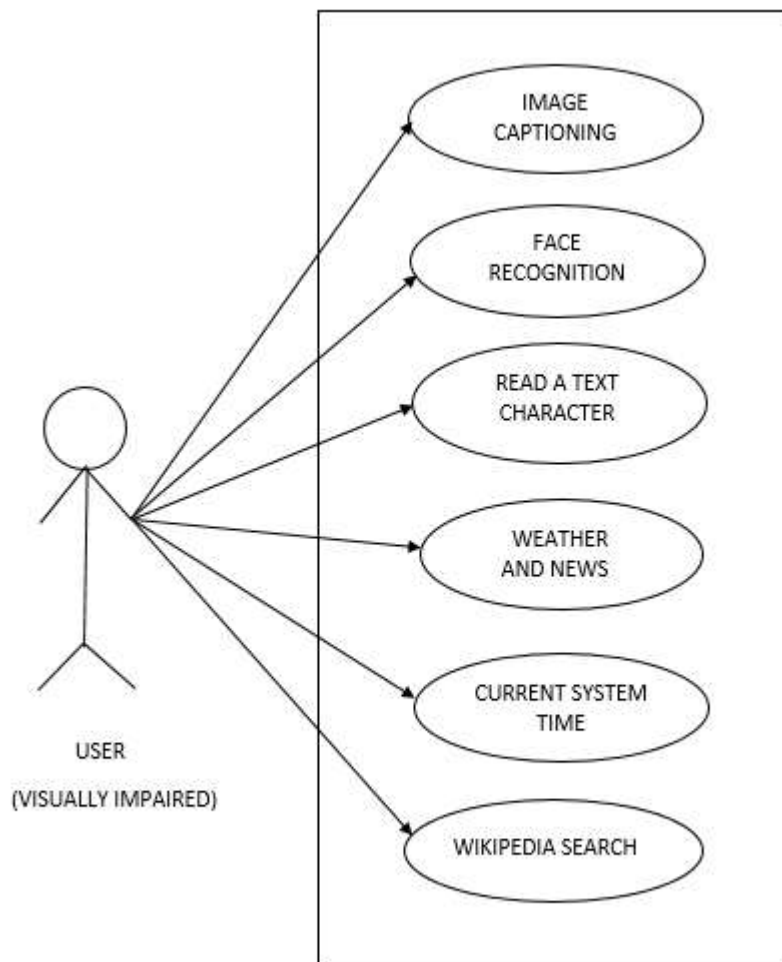 IMAGE
CAPTIONING
FACE
RECOGNITION
READ A TEXT
CHARACTER
WEATHER
AND NEWS
CURRENT SYSTEM
TIME
USER
(VISUALLY IMPAIRED)
WIKIPEDIA SEARCH